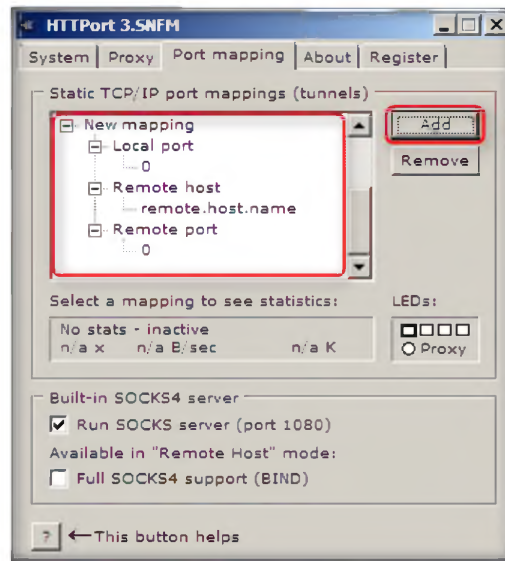 HTTPort 3.SNFM
System Proxy Port mapping About Register
Static TCP/IP port mappings (tunnels)
New mapping
Local port
0
Remote host
remote.host.name
Remote port
0
Add
Remove
Select a mapping to see statistics:
LEDs:
No stats - inactive
n/a x n/a B/sec n/a K
Proxy
Built-in SOCKS4 server
Run SOCKS server (port 1080)
Available in "Remote Host" mode:
Full SOCKS4 support (BIND)
? ←This button helps